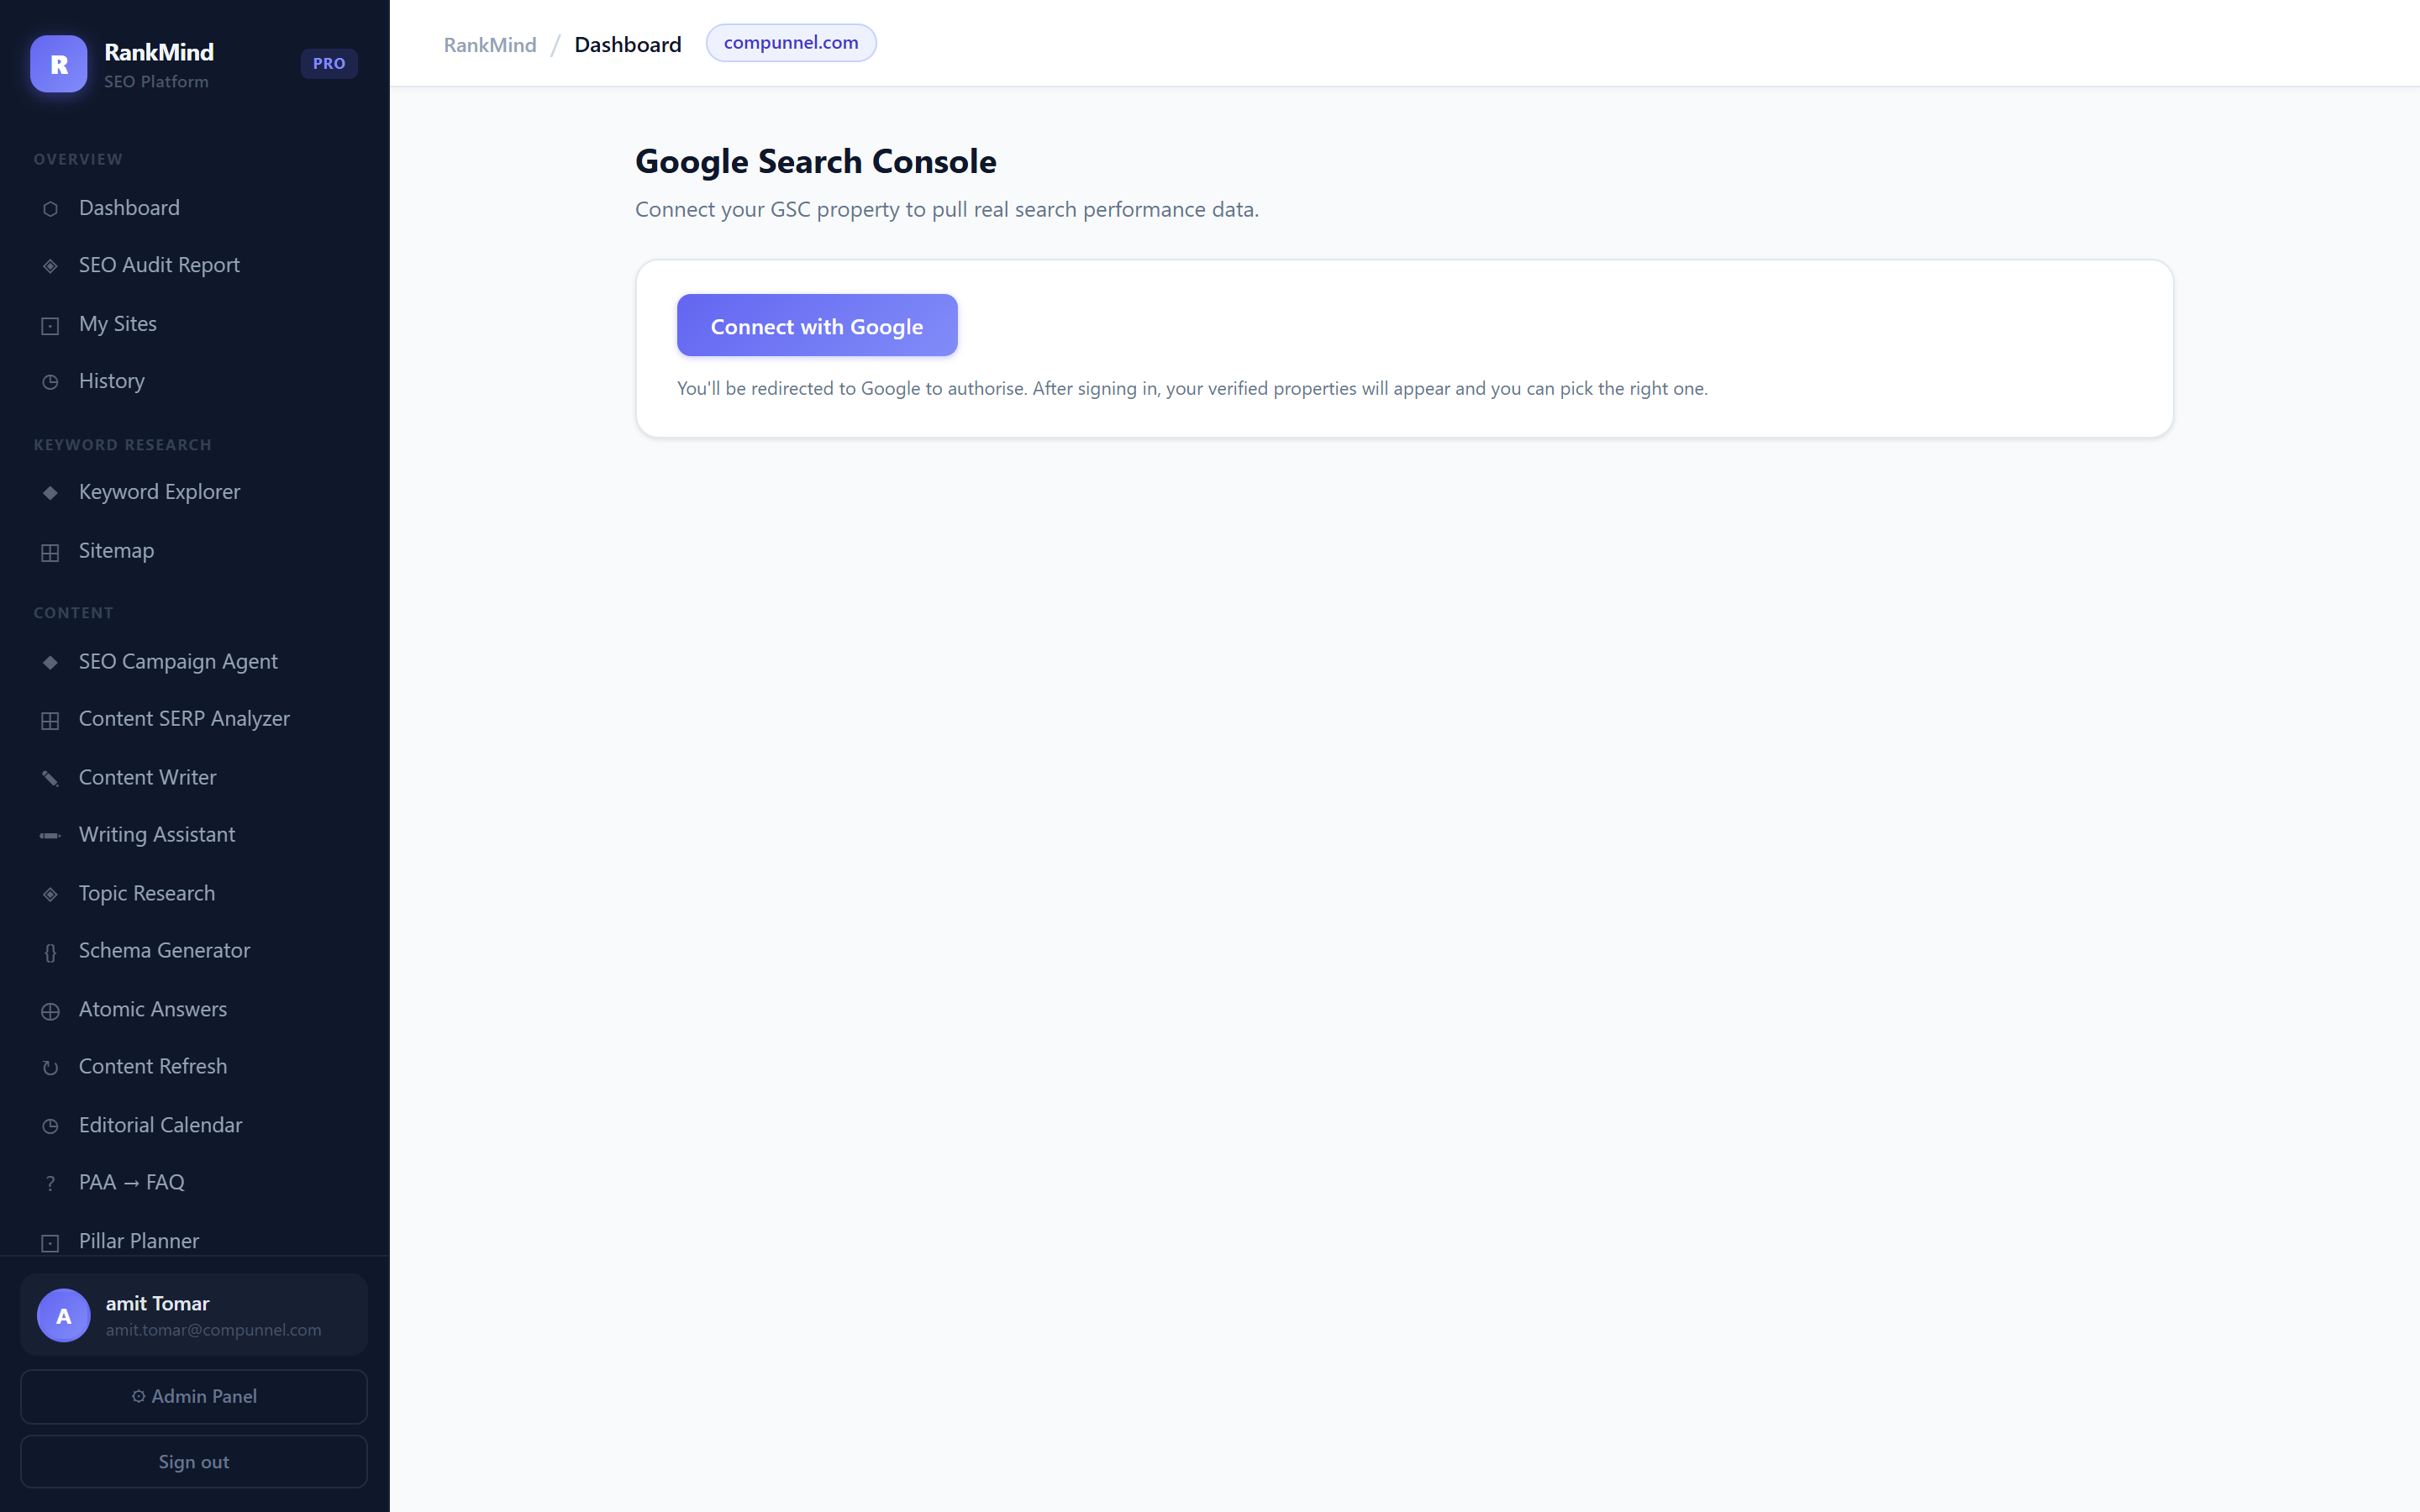 R
RankMind
SEO Platform
PRO
OVERVIEW
Dashboard
SEO Audit Report
My Sites
History
KEYWORD RESEARCH
Keyword Explorer
Sitemap
CONTENT
SEO Campaign Agent
Content SERP Analyzer
Content Writer
Writing Assistant
Topic Research
{} Schema Generator
Atomic Answers
Content Refresh
Editorial Calendar
? PAA → FAQ
Pillar Planner
A
amit Tomar
amit.tomar@compunnel.com
⚙ Admin Panel
Sign out
RankMind / Dashboard compunnel.com
Google Search Console
Connect your GSC property to pull real search performance data.
Connect with Google
You'll be redirected to Google to authorise. After signing in, your verified properties will appear and you can pick the right one.